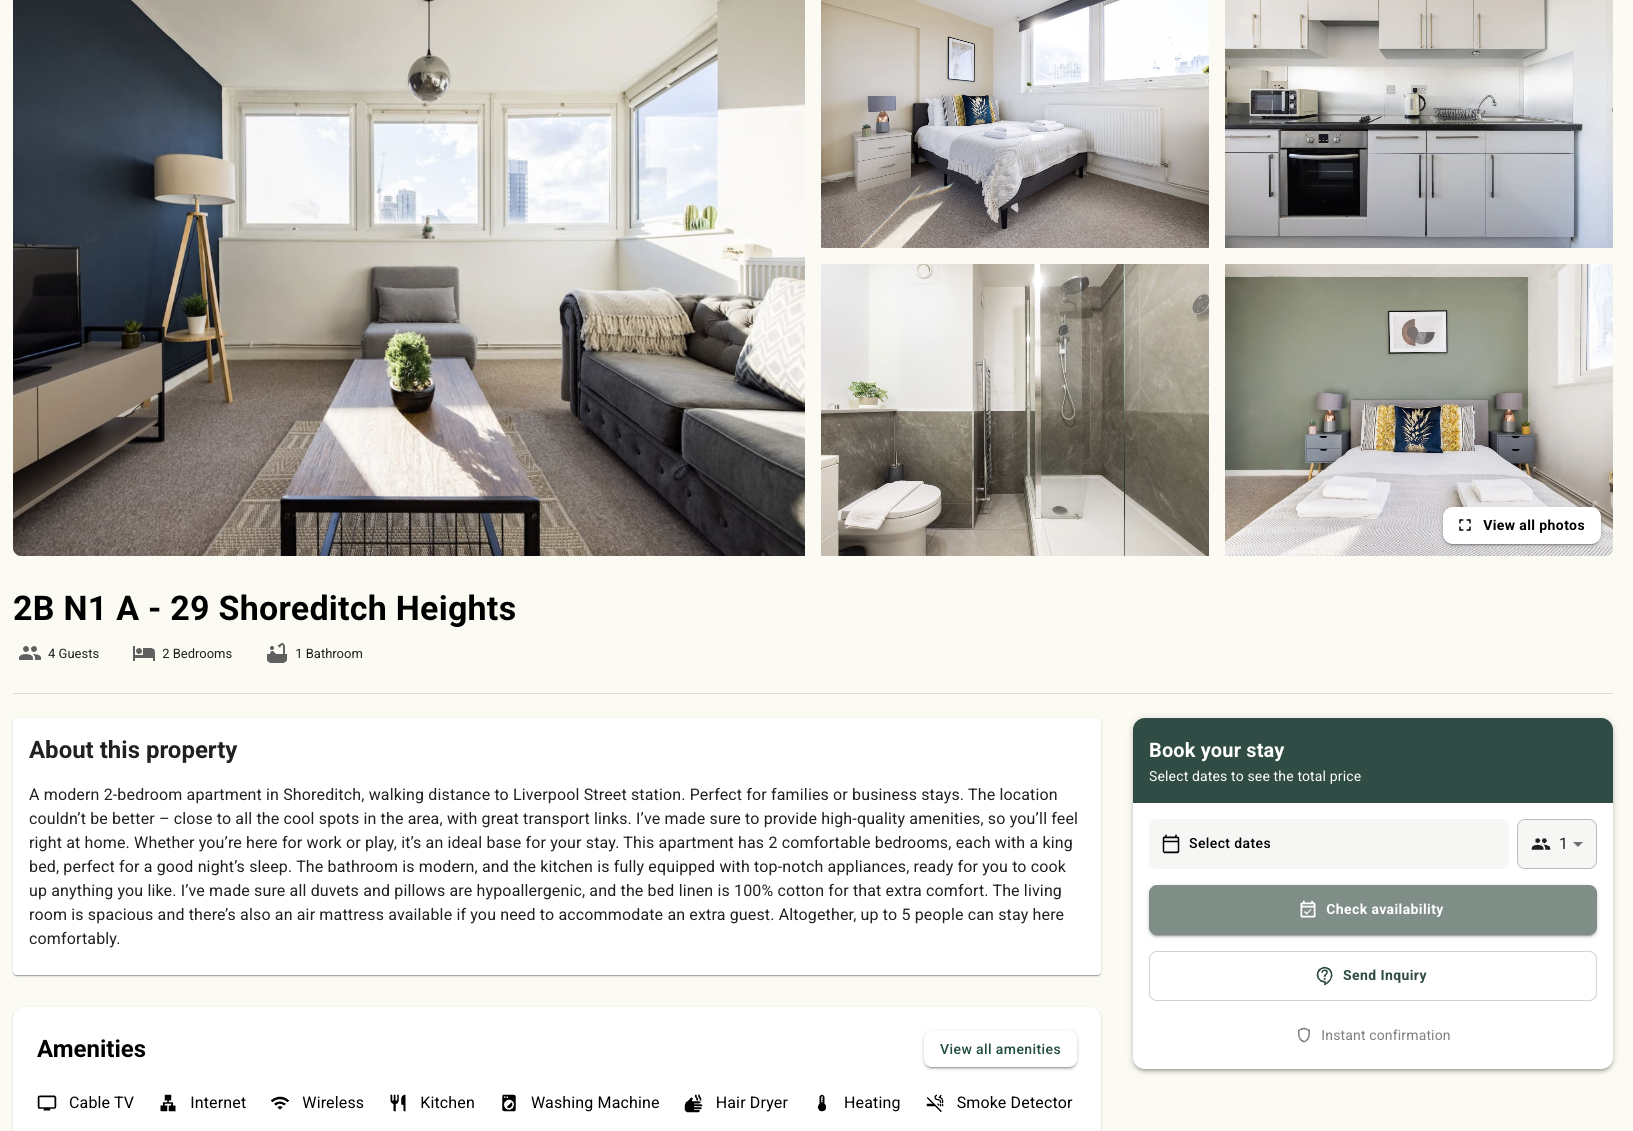 View all photos
2B N1 A - 29 Shoreditch Heights
4 Guests 2 Bedrooms 1 Bathroom
About this property
A modern 2-bedroom apartment in Shoreditch, walking distance to Liverpool Street station. Perfect for families or business stays. The location
couldn’t be better – close to all the cool spots in the area, with great transport links. I’ve made sure to provide high-quality amenities, so you’ll feel
right at home. Whether you’re here for work or play, it’s an ideal base for your stay. This apartment has 2 comfortable bedrooms, each with a king
bed, perfect for a good night’s sleep. The bathroom is modern, and the kitchen is fully equipped with top-notch appliances, ready for you to cook
up anything you like. I’ve made sure all duvets and pillows are hypoallergenic, and the bed linen is 100% cotton for that extra comfort. The living
room is spacious and there’s also an air mattress available if you need to accommodate an extra guest. Altogether, up to 5 people can stay here
comfortably.
Book your stay
Select dates to see the total price
Select dates 1
Check availability
Send Inquiry
Instant confirmation
Amenities
View all amenities
Cable TV Internet Wireless Kitchen Washing Machine Hair Dryer Heating Smoke Detector